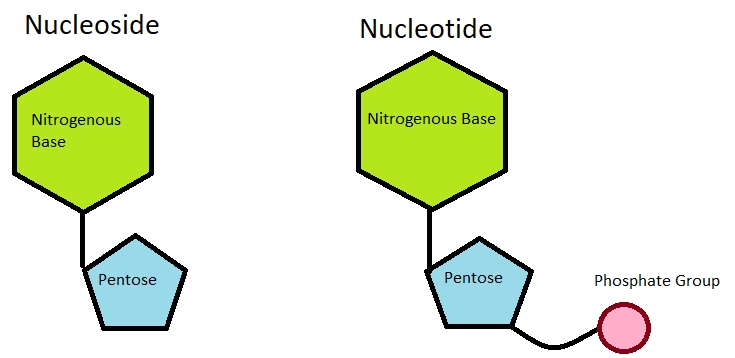 Nucleoside
Nitrogenous
Base
Pentose
Nucleotide
Nitrogenous Base
Pentose
Phosphate Group